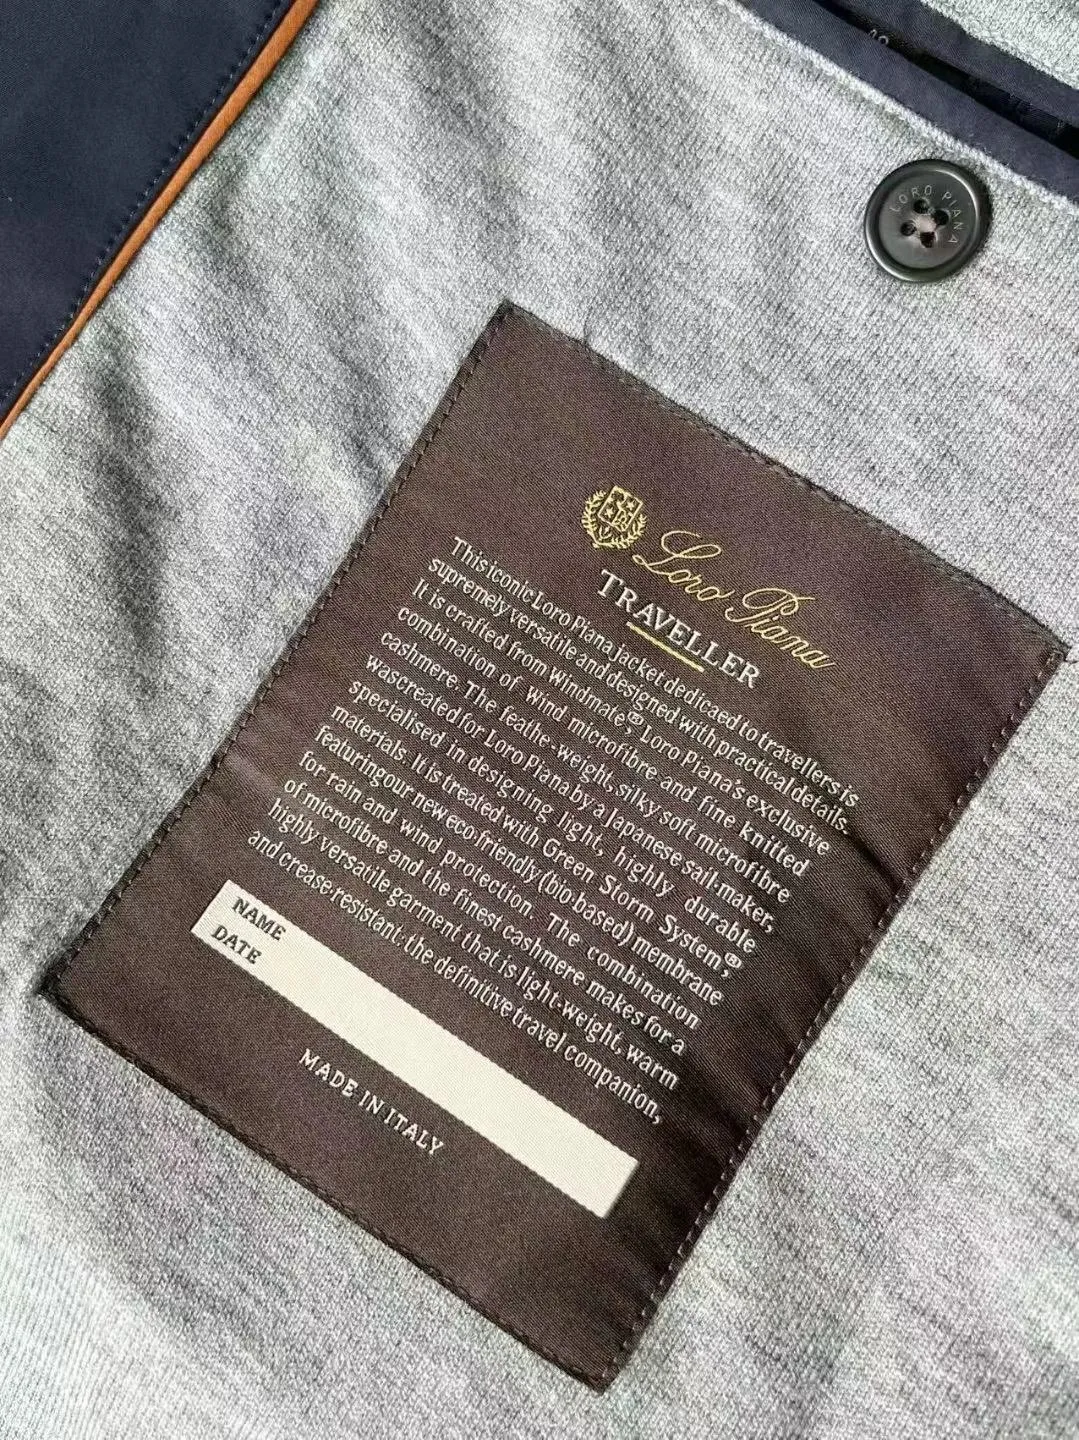 LORO PIANA
Loro Piana
TRAVELLER
This iconic Loro Piana jacket dedicaed to travellers is
supremely versatile and designed with practical details.
It is crafted from Windmate®, Loro Piana's exclusive
combination of Wind microfibre and fine knitted
cashmere. The feathe-weight, silky soft microfibre
was created for Loro Piana by a Japanese sail-maker,
specialised in designing light, highly durable
materials. It is treated with Green Storm System®,
featuring our new eco-friendly (bio-based) membrane
for rain and wind protection. The combination
of microfibre and the finest cashmere makes for a
highly versatile garment that is light-weight, warm
and crease-resistant: the definitive travel companion,
NAME
DATE
MADE IN ITALY